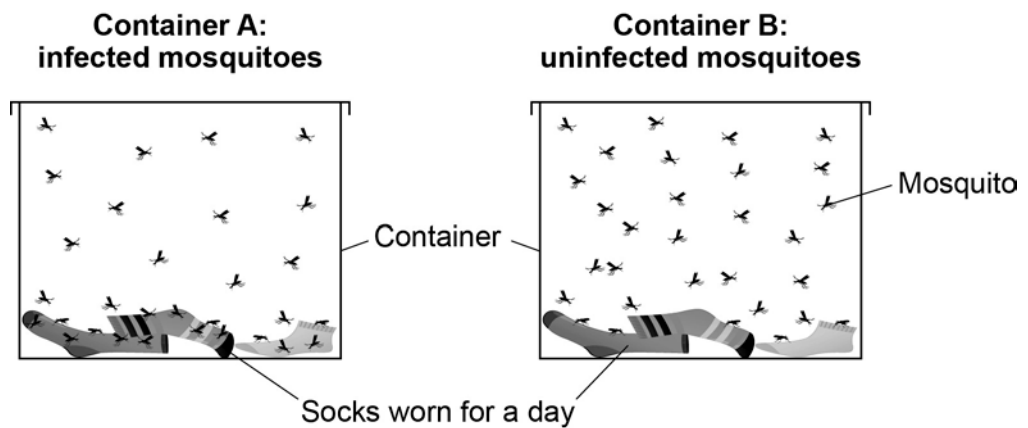 Container A:
infected mosquitoes
Container B:
uninfected mosquitoes
Mosquito
Container
Socks worn for a day